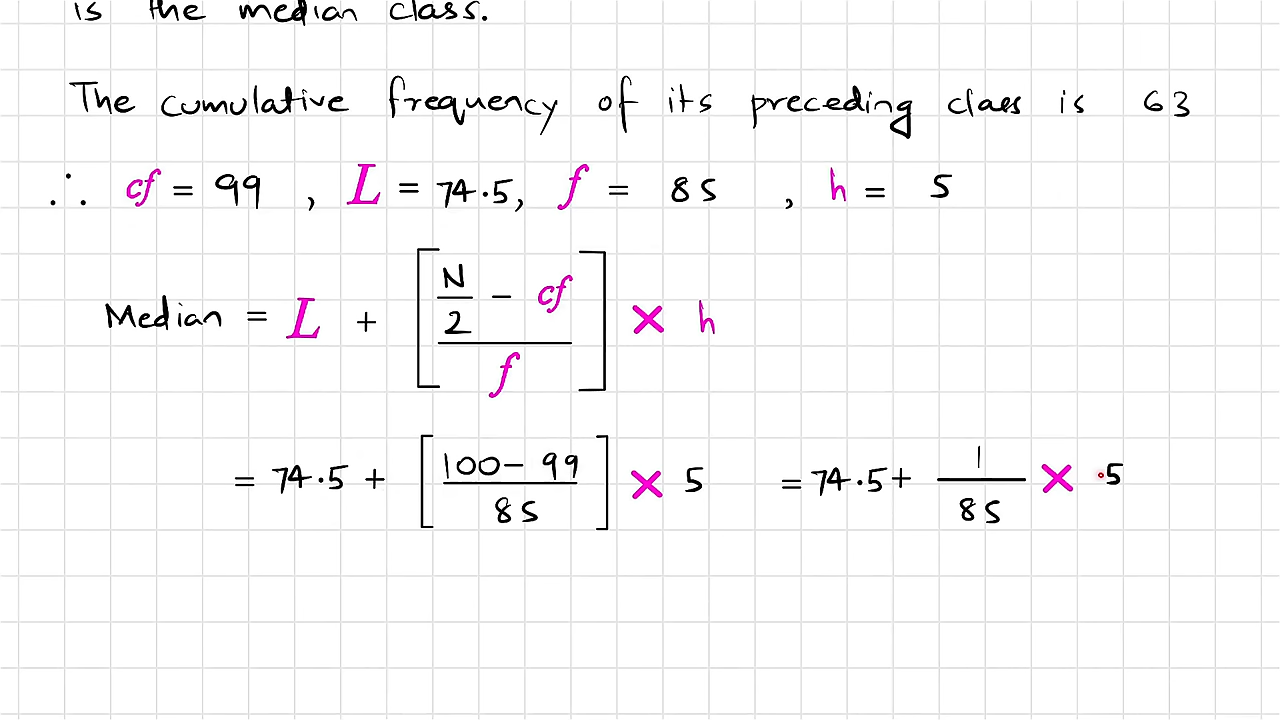 is the median class.
The cumulative frequency of its preceding class is 63
∴ cf = 99 , L = 74.5, f = 85 , h = 5
Median = L + [(N/2 - cf)/f] × h
= 74.5 + [(100 - 99)/85] × 5 = 74.5 + 1/85 × 5